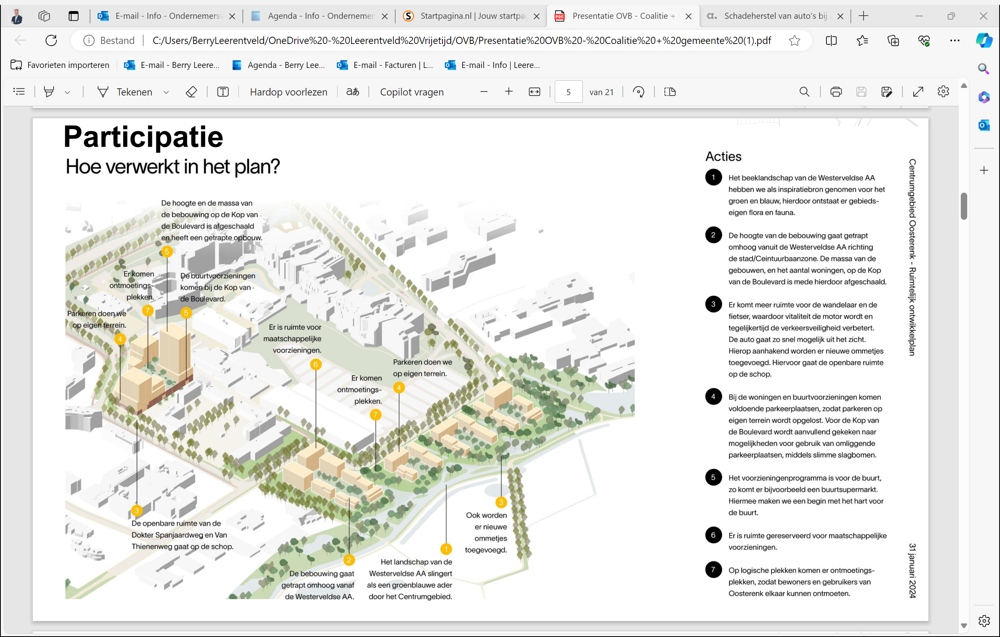 E-mail - Info - Ondernemersv
Agenda - Info - Ondernemer
Startpagina.nl | Jouw startpag
Presentatie OVB - Coalitie +
Schadeherstel van auto's bij
Bestand
C:/Users/BerryLeerentveld/OneDrive%20-%20Leerentveld%20Vrijetijd/OVB/Presentatie%20OVB%20-%20Coalitie%20+%20gemeente%20(1).pdf
Favorieten importeren
E-mail - Berry Leere...
Agenda - Berry Lee...
E-mail - Facturen | L...
E-mail - Info | Leere...
Tekenen
Hardop voorlezen
aあ
Copilot vragen
5
van 21
Participatie
Hoe verwerkt in het plan?
De hoogte en de massa van
de bebouwing op de Kop van
de Boulevard is afgeschaald
en heeft een getrapte opbouw.
5
Er komen
ontmoetings-
plekken.
7
De buurtvoorzieningen
komen bij de Kop van
de Boulevard.
5
Parkeren doen we
op eigen terrein.
4
Er is ruimte voor
maatschappelijke
voorzieningen.
6
Parkeren doen we
op eigen terrein.
4
Er komen
ontmoetings-
plekken.
7
3
De openbare ruimte van de
Dokter Spanjaardweg en Van
Thienenweg gaat op de schop.
3
Ook worden
er nieuwe
ommetjes
toegevoegd.
2
De bebouwing gaat
getrapt omhoog vanaf
de Westerveldse AA.
1
Het landschap van de
Westerveldse AA slingert
als een groenblauwe ader
door het Centrumgebied.
Acties
1
Het beeklandschap van de Westerveldse AA
hebben we als inspiratiebron genomen voor het
groen en blauw, hierdoor ontstaat er gebieds-
eigen flora en fauna.
2
De hoogte van de bebouwing gaat getrapt
omhoog vanuit de Westerveldse AA richting
de stad/Ceintuurbaanzone. De massa van de
gebouwen, en het aantal woningen, op de Kop
van de Boulevard is mede hierdoor afgeschaald.
3
Er komt meer ruimte voor de wandelaar en de
fietser, waardoor vitaliteit de motor wordt en
tegelijkertijd de verkeersveiligheid verbetert.
De auto gaat zo snel mogelijk uit het zicht.
Hierop aanhakend worden er nieuwe ommetjes
toegevoegd. Hiervoor gaat de openbare ruimte
op de schop.
4
Bij de woningen en buurtvoorzieningen komen
voldoende parkeerplaatsen, zodat parkeren op
eigen terrein wordt opgelost. Voor de Kop van
de Boulevard wordt aanvullend gekeken naar
mogelijkheden voor gebruik van omliggende
parkeerplaatsen, middels slimme slagbomen.
5
Het voorzieningenprogramma is voor de buurt,
zo komt er bijvoorbeeld een buurtsupermarkt.
Hiermee maken we een begin met het hart voor
de buurt.
6
Er is ruimte gereserveerd voor maatschappelijke
voorzieningen.
7
Op logische plekken komen er ontmoetings-
plekken, zodat bewoners en gebruikers van
Oosterenk elkaar kunnen ontmoeten.
Centrumgebied Oosterenk - Ruimtelijk ontwikkelplan
31 januari 2024